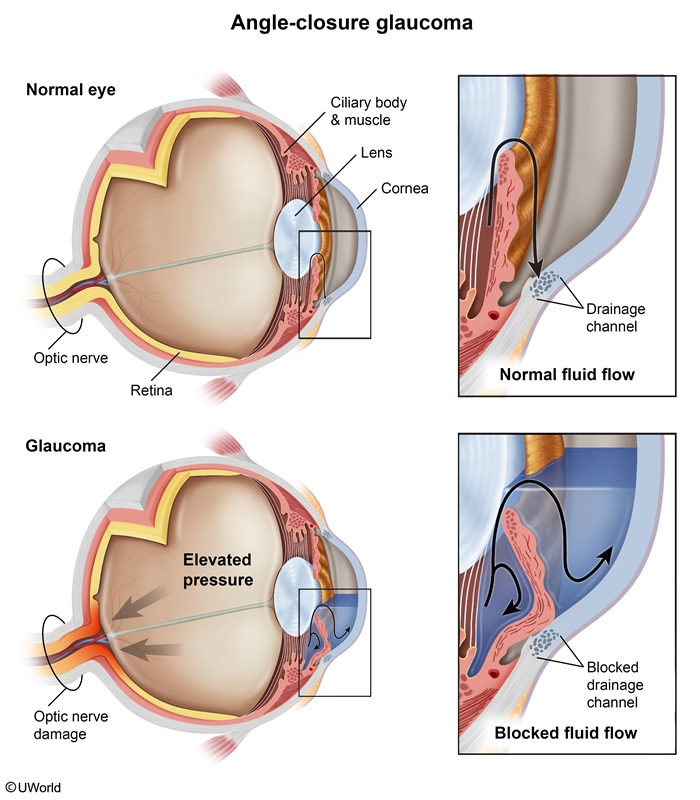 Angle-closure glaucoma
Normal eye
Ciliary body
& muscle
Lens
Cornea
Optic nerve
Retina
Drainage
channel
Normal fluid flow
Glaucoma
Elevated
pressure
Optic nerve
damage
Blocked
drainage
channel
Blocked fluid flow
©UWorld